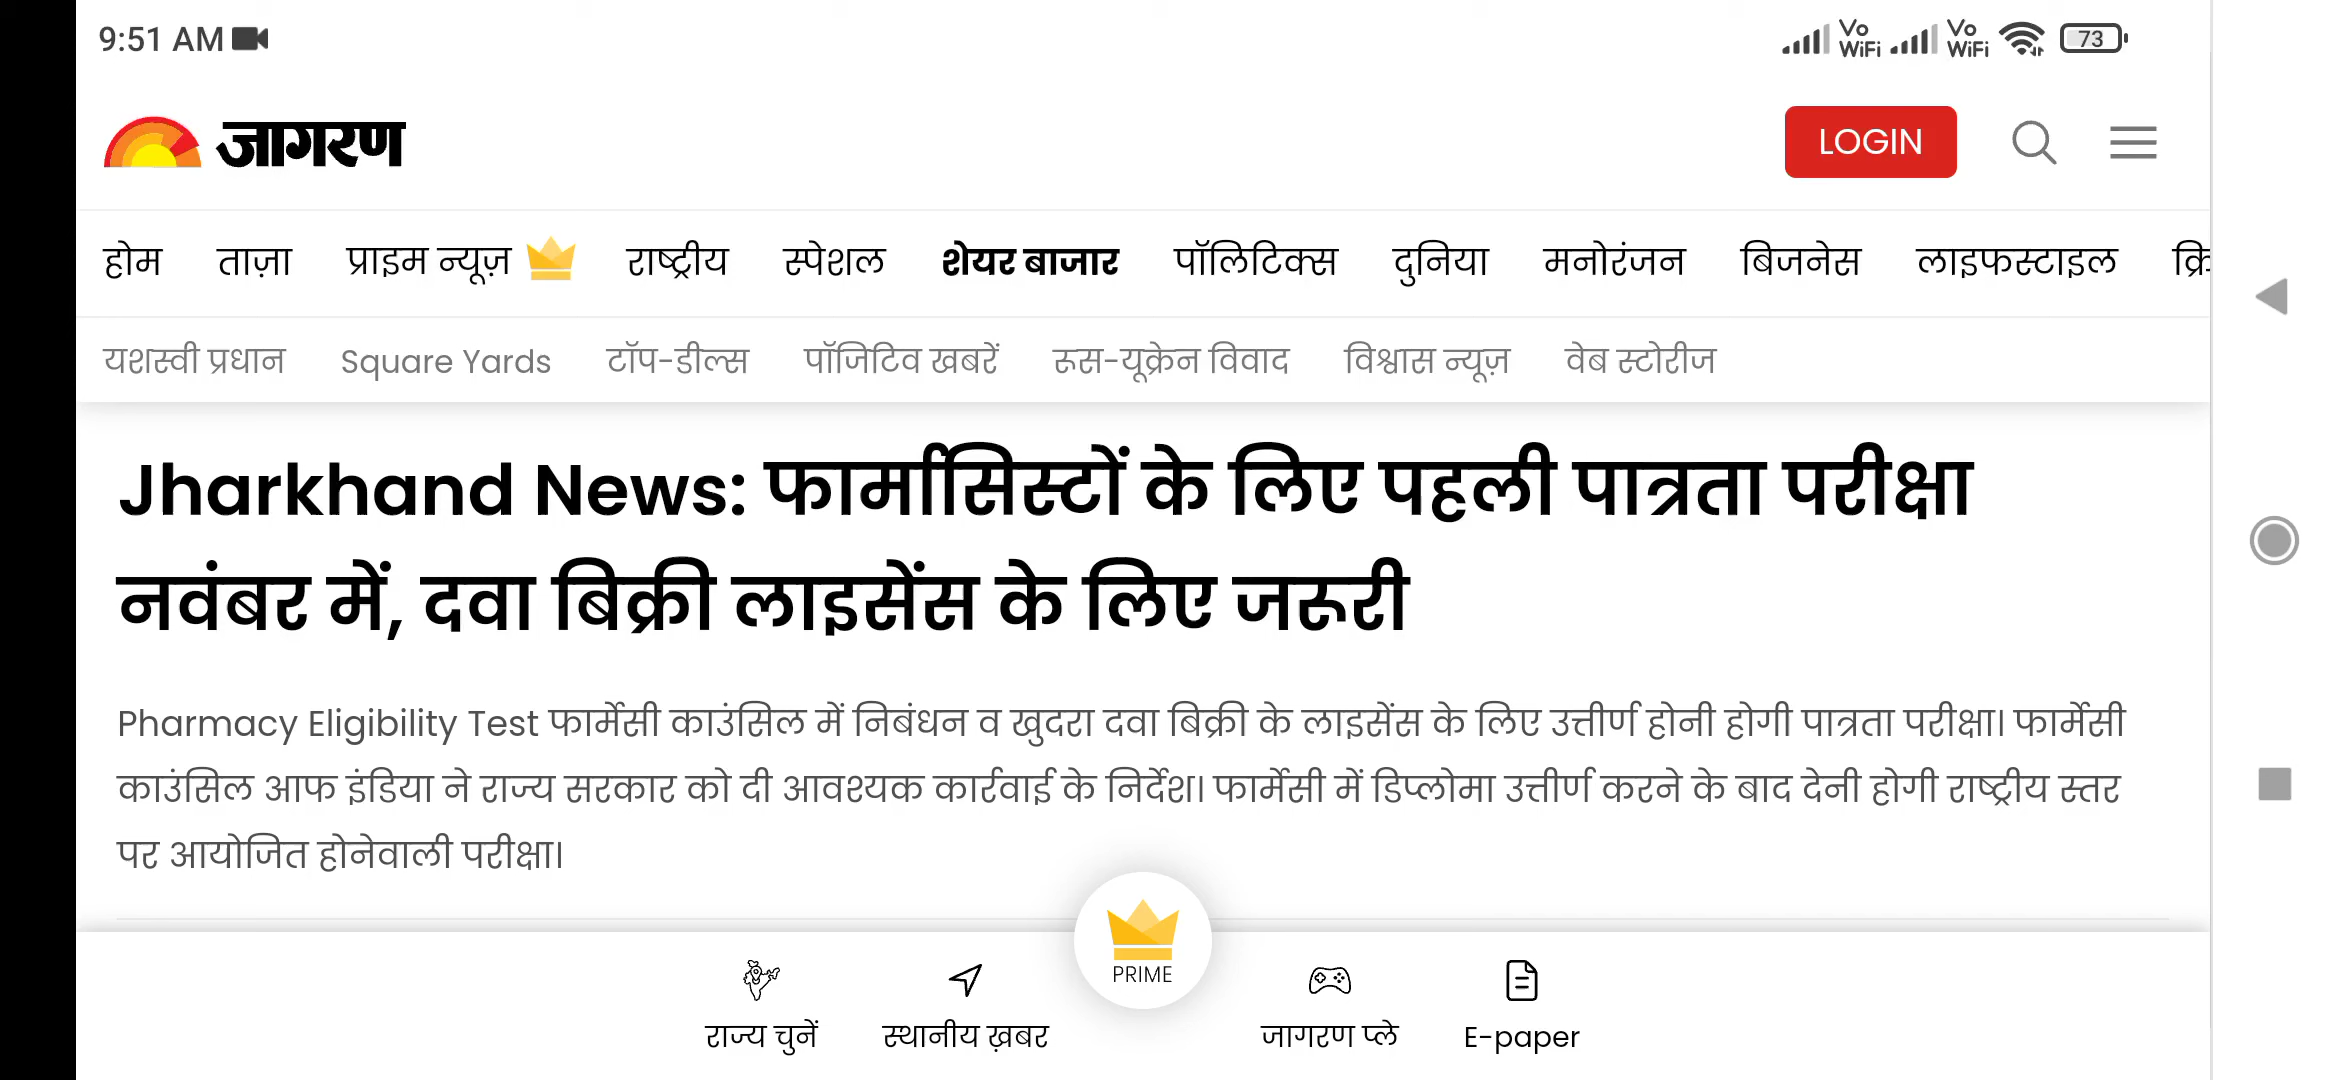 9:51 AM Vo WiFi Vo WiFi 73
जागरण LOGIN
होम ताज़ा प्राइम न्यूज़ राष्ट्रीय स्पेशल शेयर बाजार पॉलिटिक्स दुनिया मनोरंजन बिजनेस लाइफस्टाइल क्रि
यशस्वी प्रधान Square Yards टॉप-डील्स पॉजिटिव खबरें रूस-यूक्रेन विवाद विश्वास न्यूज़ वेब स्टोरीज
Jharkhand News: फार्मासिस्टों के लिए पहली पात्रता परीक्षा
नवंबर में, दवा बिक्री लाइसेंस के लिए जरूरी
Pharmacy Eligibility Test फार्मेसी काउंसिल में निबंधन व खुदरा दवा बिक्री के लाइसेंस के लिए उत्तीर्ण होनी होगी पात्रता परीक्षा। फार्मेसी
काउंसिल आफ इंडिया ने राज्य सरकार को दी आवश्यक कार्रवाई के निर्देश। फार्मेसी में डिप्लोमा उत्तीर्ण करने के बाद देनी होगी राष्ट्रीय स्तर
पर आयोजित होनेवाली परीक्षा।
PRIME
राज्य चुनें स्थानीय ख़बर जागरण प्ले E-paper